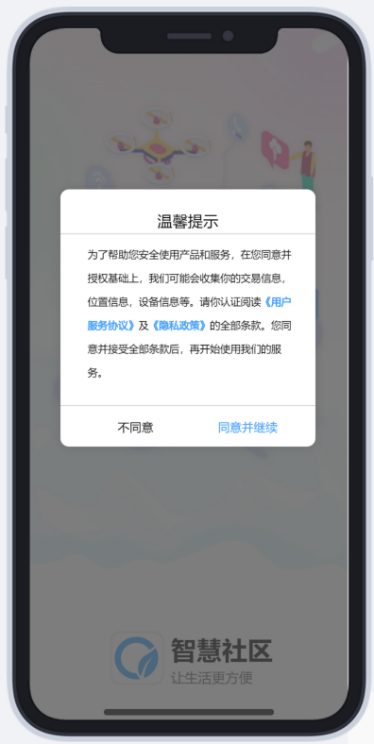 温馨提示
为了帮助您安全使用产品和服务，在您同意并
授权基础上，我们可能会收集你的交易信息，
位置信息，设备信息等。请你认证阅读《用户
服务协议》及《隐私政策》的全部条款。您同
意并接受全部条款后，再开始使用我们的服
务。
不同意 同意并继续
智慧社区
让生活更方便